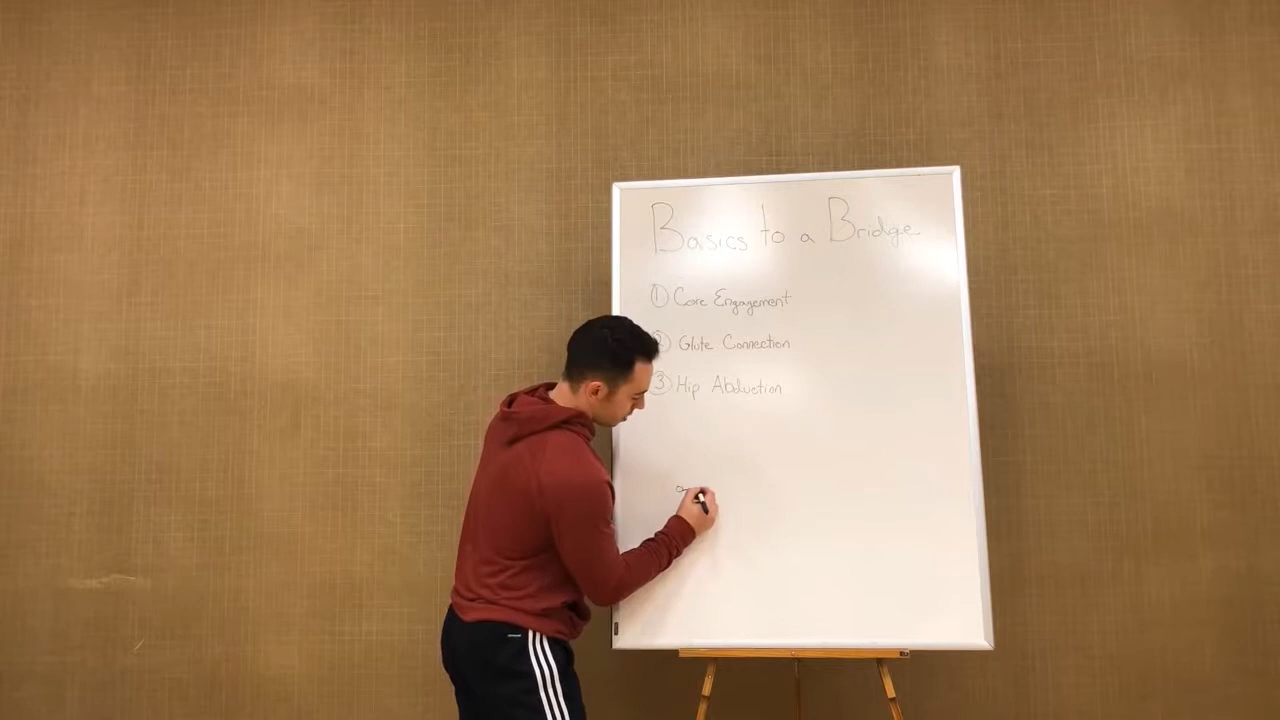 Basics to a Bridge
① Core Engagement
② Glute Connection
③ Hip Abduction